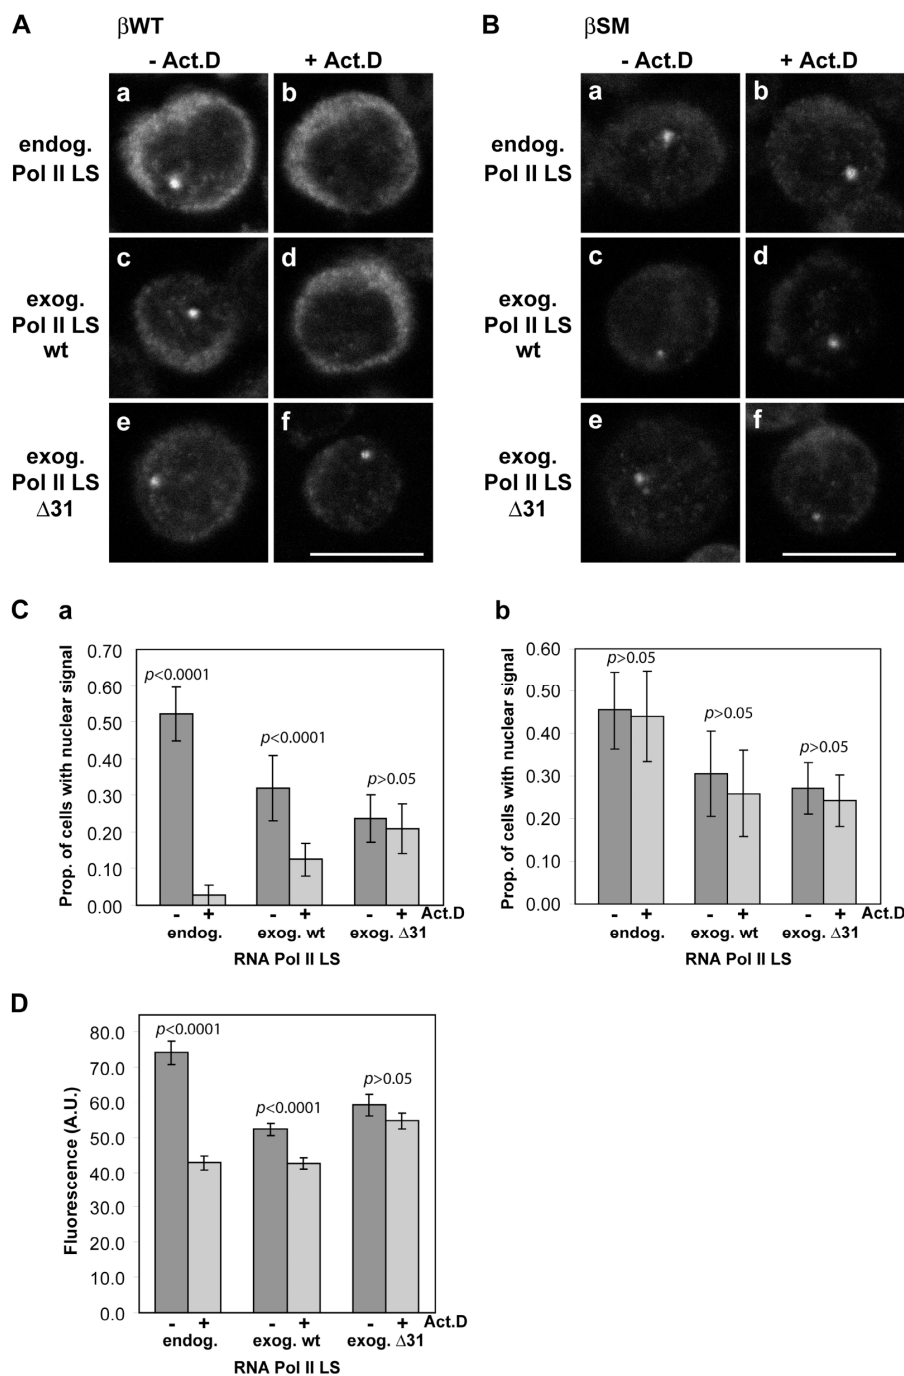 A βWT
- Act.D + Act.D
a b
endog.
Pol II LS
c d
exog.
Pol II LS
wt
e f
exog.
Pol II LS
Δ31
B βSM
- Act.D + Act.D
a b
endog.
Pol II LS
c d
exog.
Pol II LS
wt
e f
exog.
Pol II LS
Δ31
C a
Prop. of cells with nuclear signal
0.70
0.60
0.50
0.40
0.30
0.20
0.10
0.00
p<0.0001
p<0.0001
p>0.05
- + - + - + Act.D
endog. exog. wt exog. Δ31
RNA Pol II LS
b
Prop. of cells with nuclear signal
0.60
0.50
0.40
0.30
0.20
0.10
0.00
p>0.05
p>0.05
p>0.05
- + - + - + Act.D
endog. exog. wt exog. Δ31
RNA Pol II LS
D
Fluorescence (A.U.)
80.0
70.0
60.0
50.0
40.0
30.0
20.0
10.0
0.0
p<0.0001
p<0.0001
p>0.05
- + - + - + Act.D
endog. exog. wt exog. Δ31
RNA Pol II LS